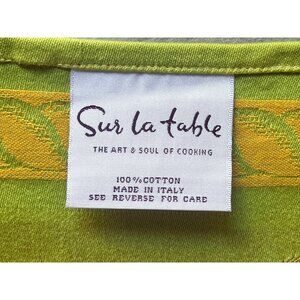 Sur la table
THE ART & SOUL OF COOKING
100% COTTON
MADE IN ITALY
SEE REVERSE FOR CARE